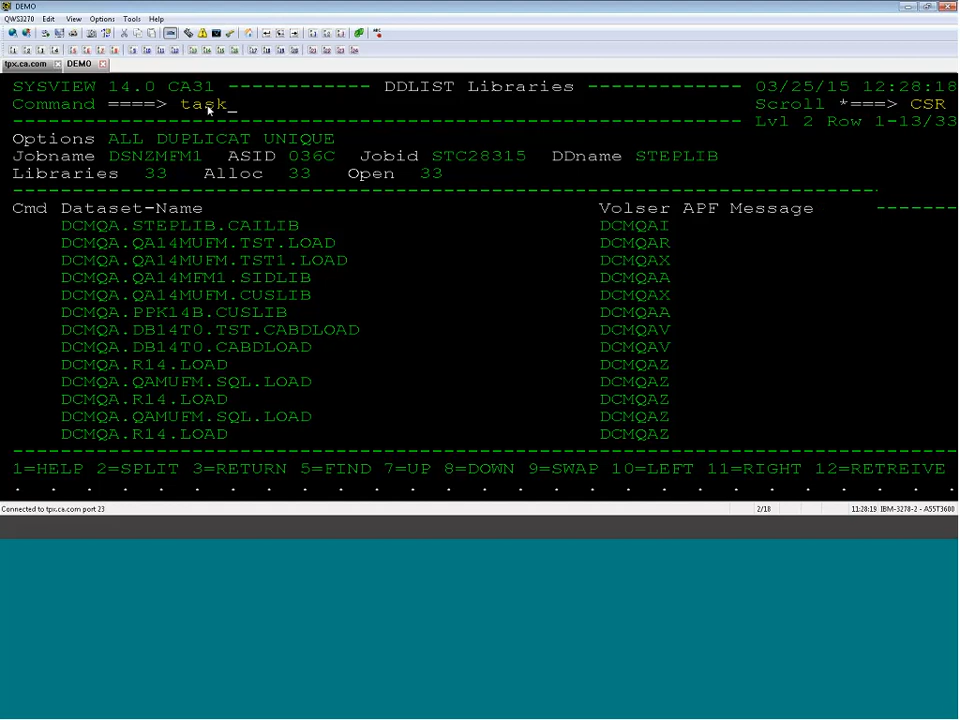 DEMO
QWS3270 Edit View Options Tools Help
tpx.ca.com DEMO
SYSVIEW 14.0 CA31 ------------ DDLIST Libraries ------------- 03/25/15 12:28:18
Command ====> task_ Scroll *===> CSR
Lvl 2 Row 1-13/33
Options ALL DUPLICAT UNIQUE
Jobname DSNZMFM1 ASID 036C Jobid STC28315 DDname STEPLIB
Libraries 33 Alloc 33 Open 33
Cmd Dataset-Name Volser APF Message
DCMQA.STEPLIB.CAILIB DCMQAI
DCMQA.QA14MUFM.TST.LOAD DCMQAR
DCMQA.QA14MUFM.TST1.LOAD DCMQAX
DCMQA.QA14MFM1.SIDLIB DCMQAA
DCMQA.QA14MUFM.CUSLIB DCMQAX
DCMQA.PPK14B.CUSLIB DCMQAA
DCMQA.DB14T0.TST.CABDLOAD DCMQAV
DCMQA.DB14T0.CABDLOAD DCMQAV
DCMQA.R14.LOAD DCMQAZ
DCMQA.QAMUFM.SQL.LOAD DCMQAZ
DCMQA.R14.LOAD DCMQAZ
DCMQA.QAMUFM.SQL.LOAD DCMQAZ
DCMQA.R14.LOAD DCMQAZ
1=HELP 2=SPLIT 3=RETURN 5=FIND 7=UP 8=DOWN 9=SWAP 10=LEFT 11=RIGHT 12=RETREIVE
Connected to tpx.ca.com port 23 2/18 11:28:19 IBM-3278-2 - A55T3600